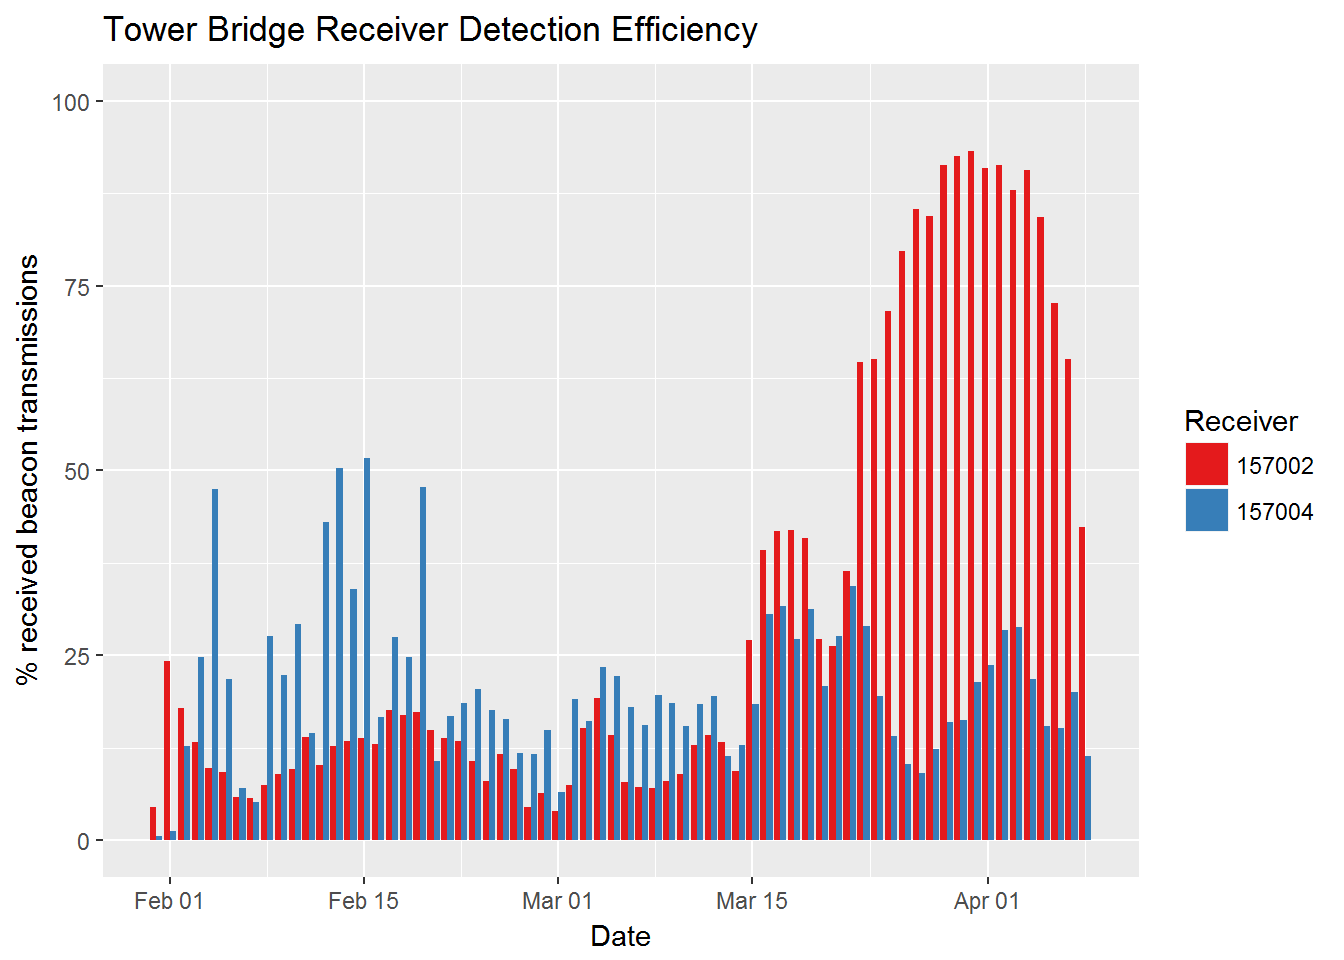 Tower Bridge Receiver Detection Efficiency
% received beacon transmissions
100
75
50
25
0
Feb 01
Feb 15
Mar 01
Mar 15
Apr 01
Date
Receiver
157002
157004